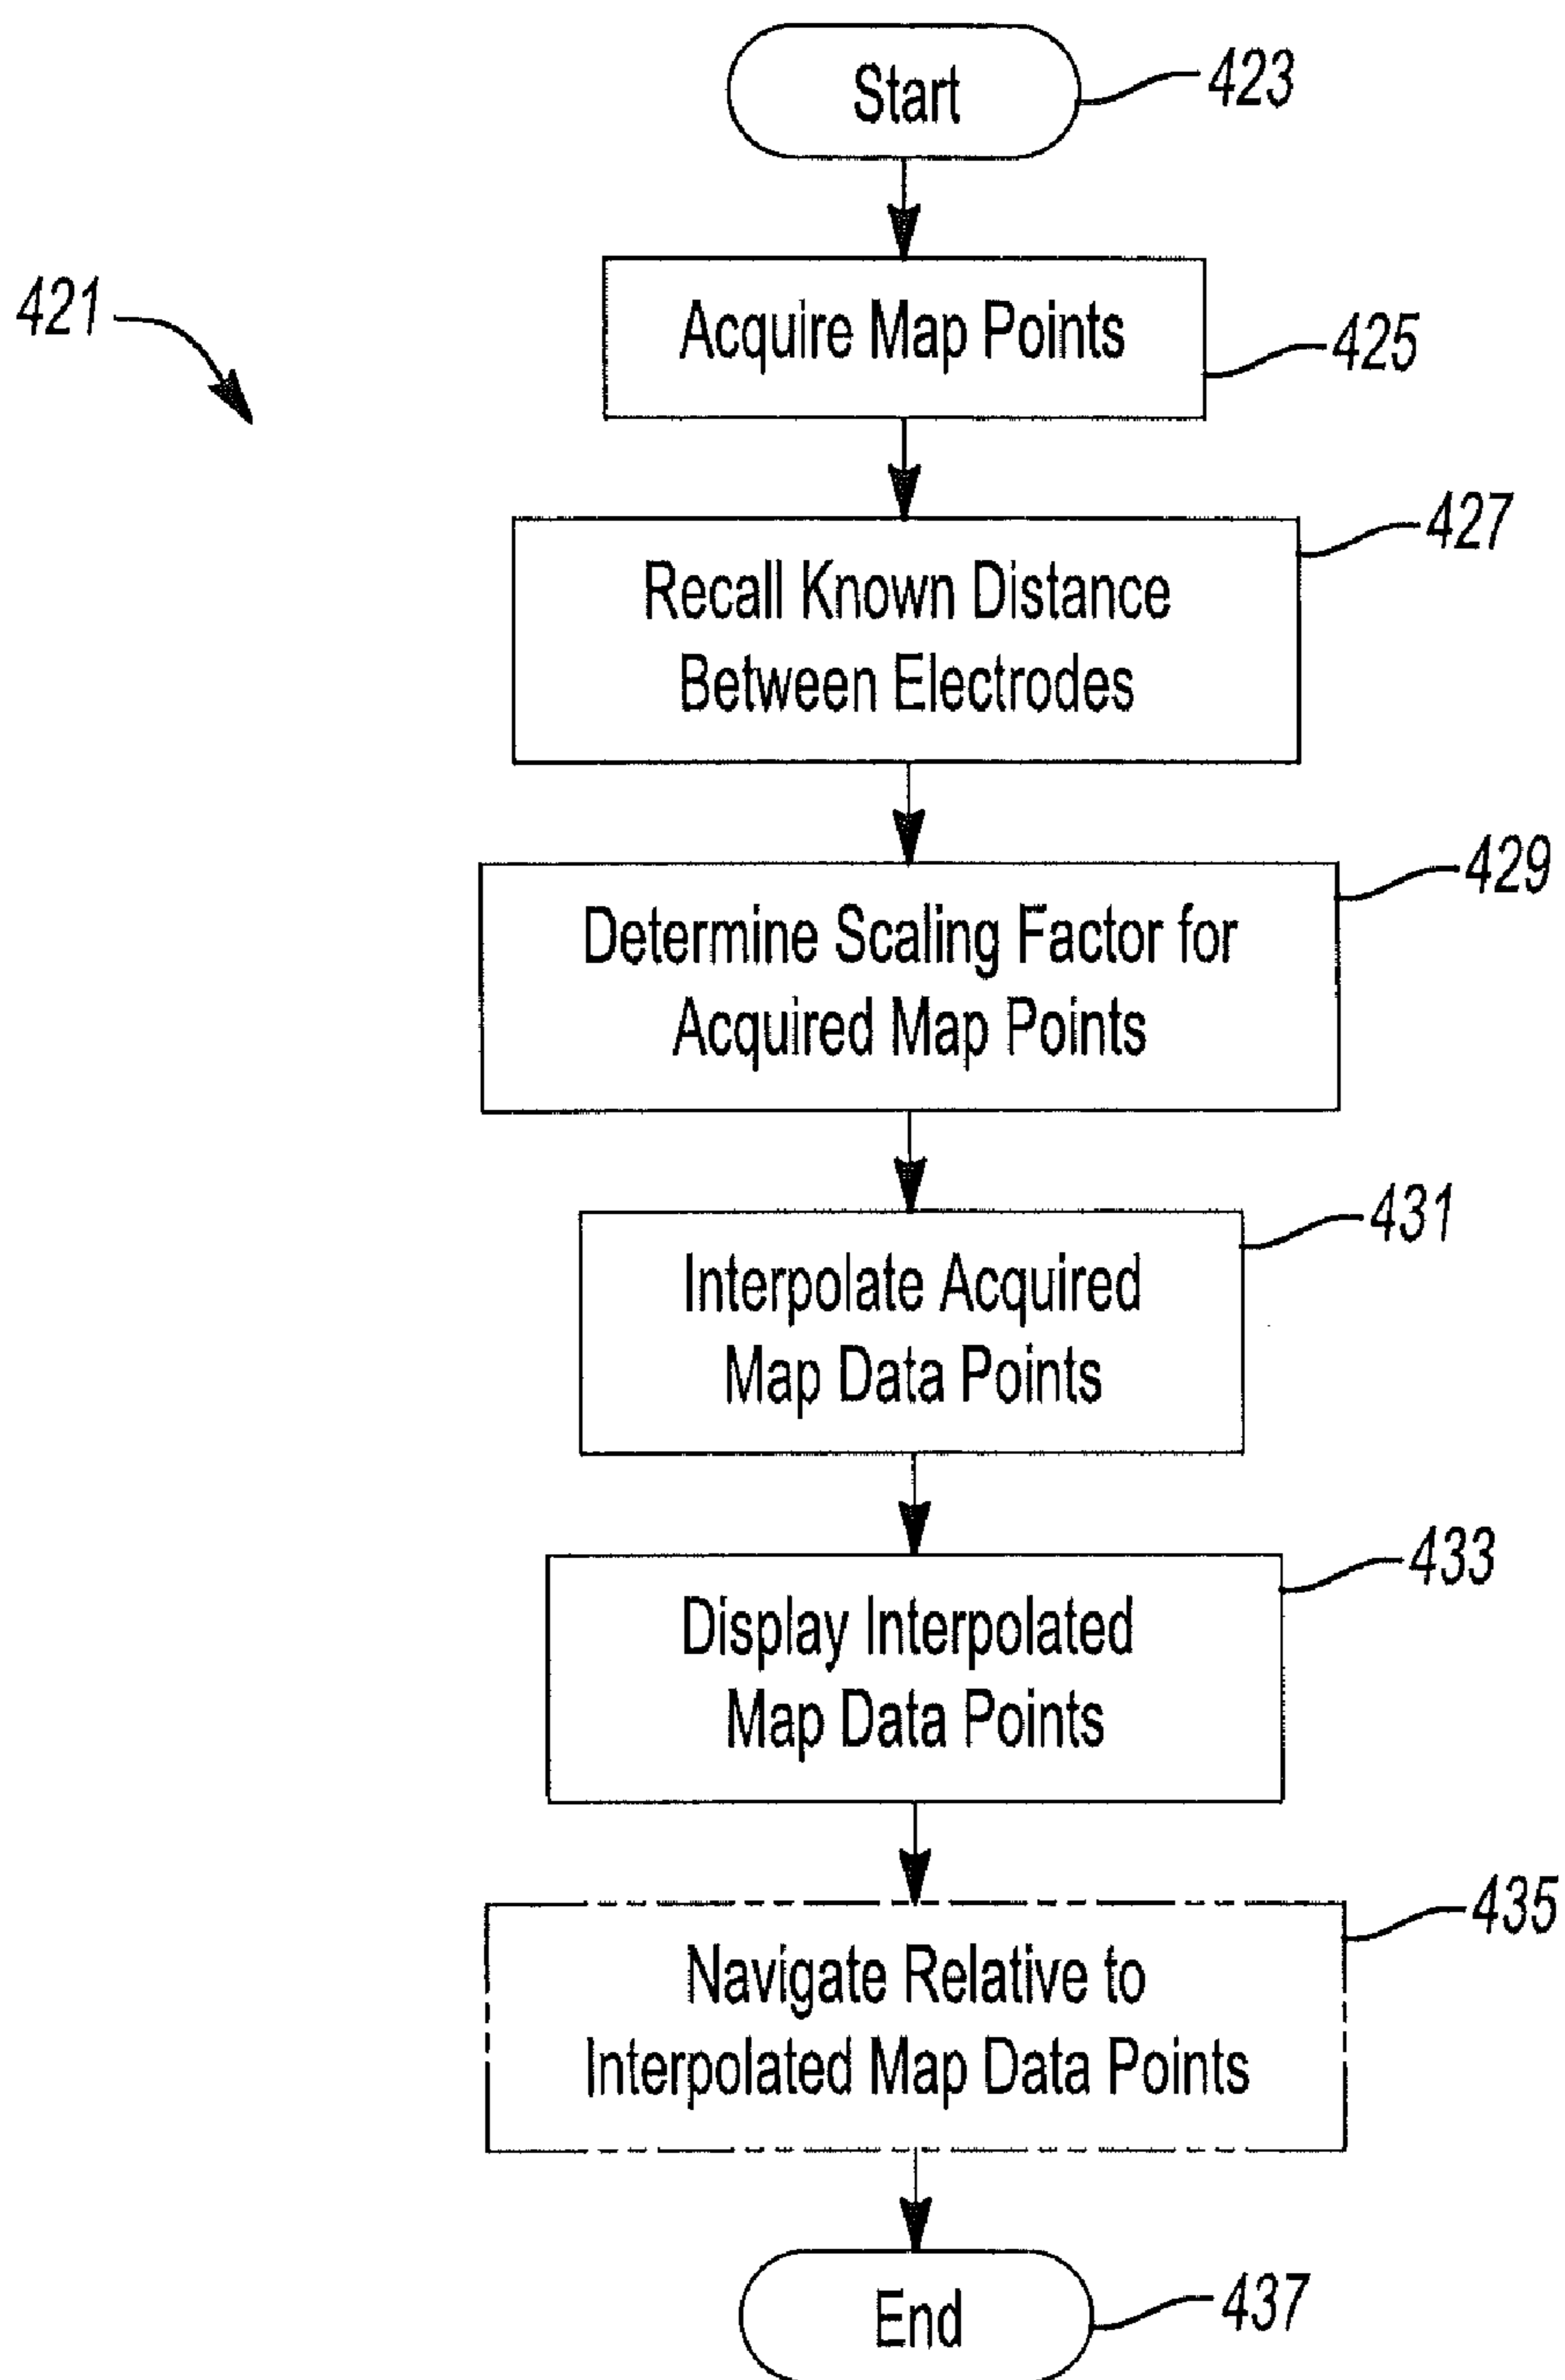 Start
423
421
Acquire Map Points
425
427
Recall Known Distance
Between Electrodes
429
Determine Scaling Factor for
Acquired Map Points
431
Interpolate Acquired
Map Data Points
433
Display Interpolated
Map Data Points
435
Navigate Relative to
Interpolated Map Data Points
End
437